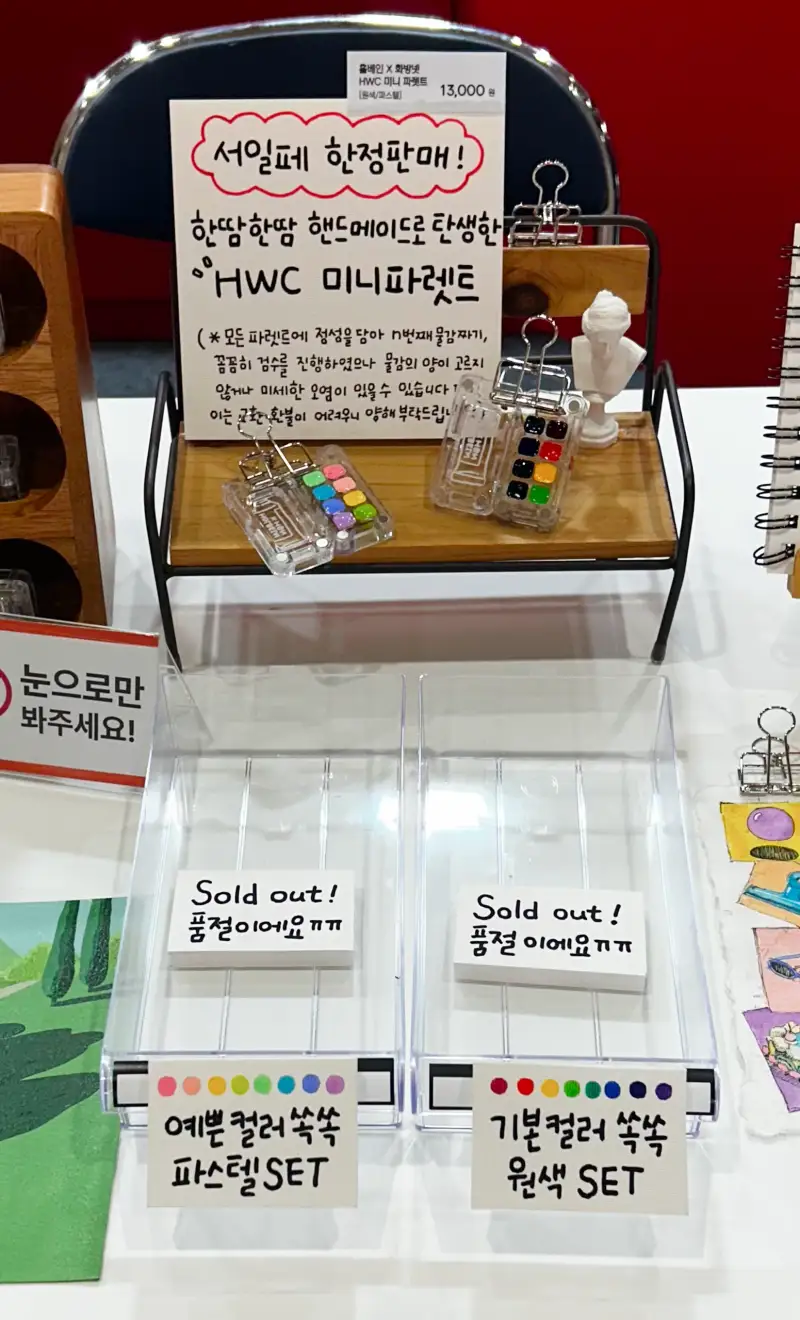 홀베인 X 화방넷
HWC 미니 파렛트
[원색/파스텔]
13,000 원
서일페 한정판매!
한땀한땀 핸드메이드로 탄생한
HWC 미니파렛트
(* 모든 파렛트에 정성을 담아 n번째 물감짜기,
꼼꼼히 검수를 진행하였으나 물감의 양이 고르지
않거나 미세한 오염이 있을 수 있습니다
이는 교환·환불이 어려우니 양해부탁드립니다
눈으로만
봐주세요!
Sold out!
품절이에요ㅠㅠ
Sold out!
품절이에요ㅠㅠ
예쁜컬러 쏙쏙
파스텔 SET
기본컬러 쏙쏙
원색 SET